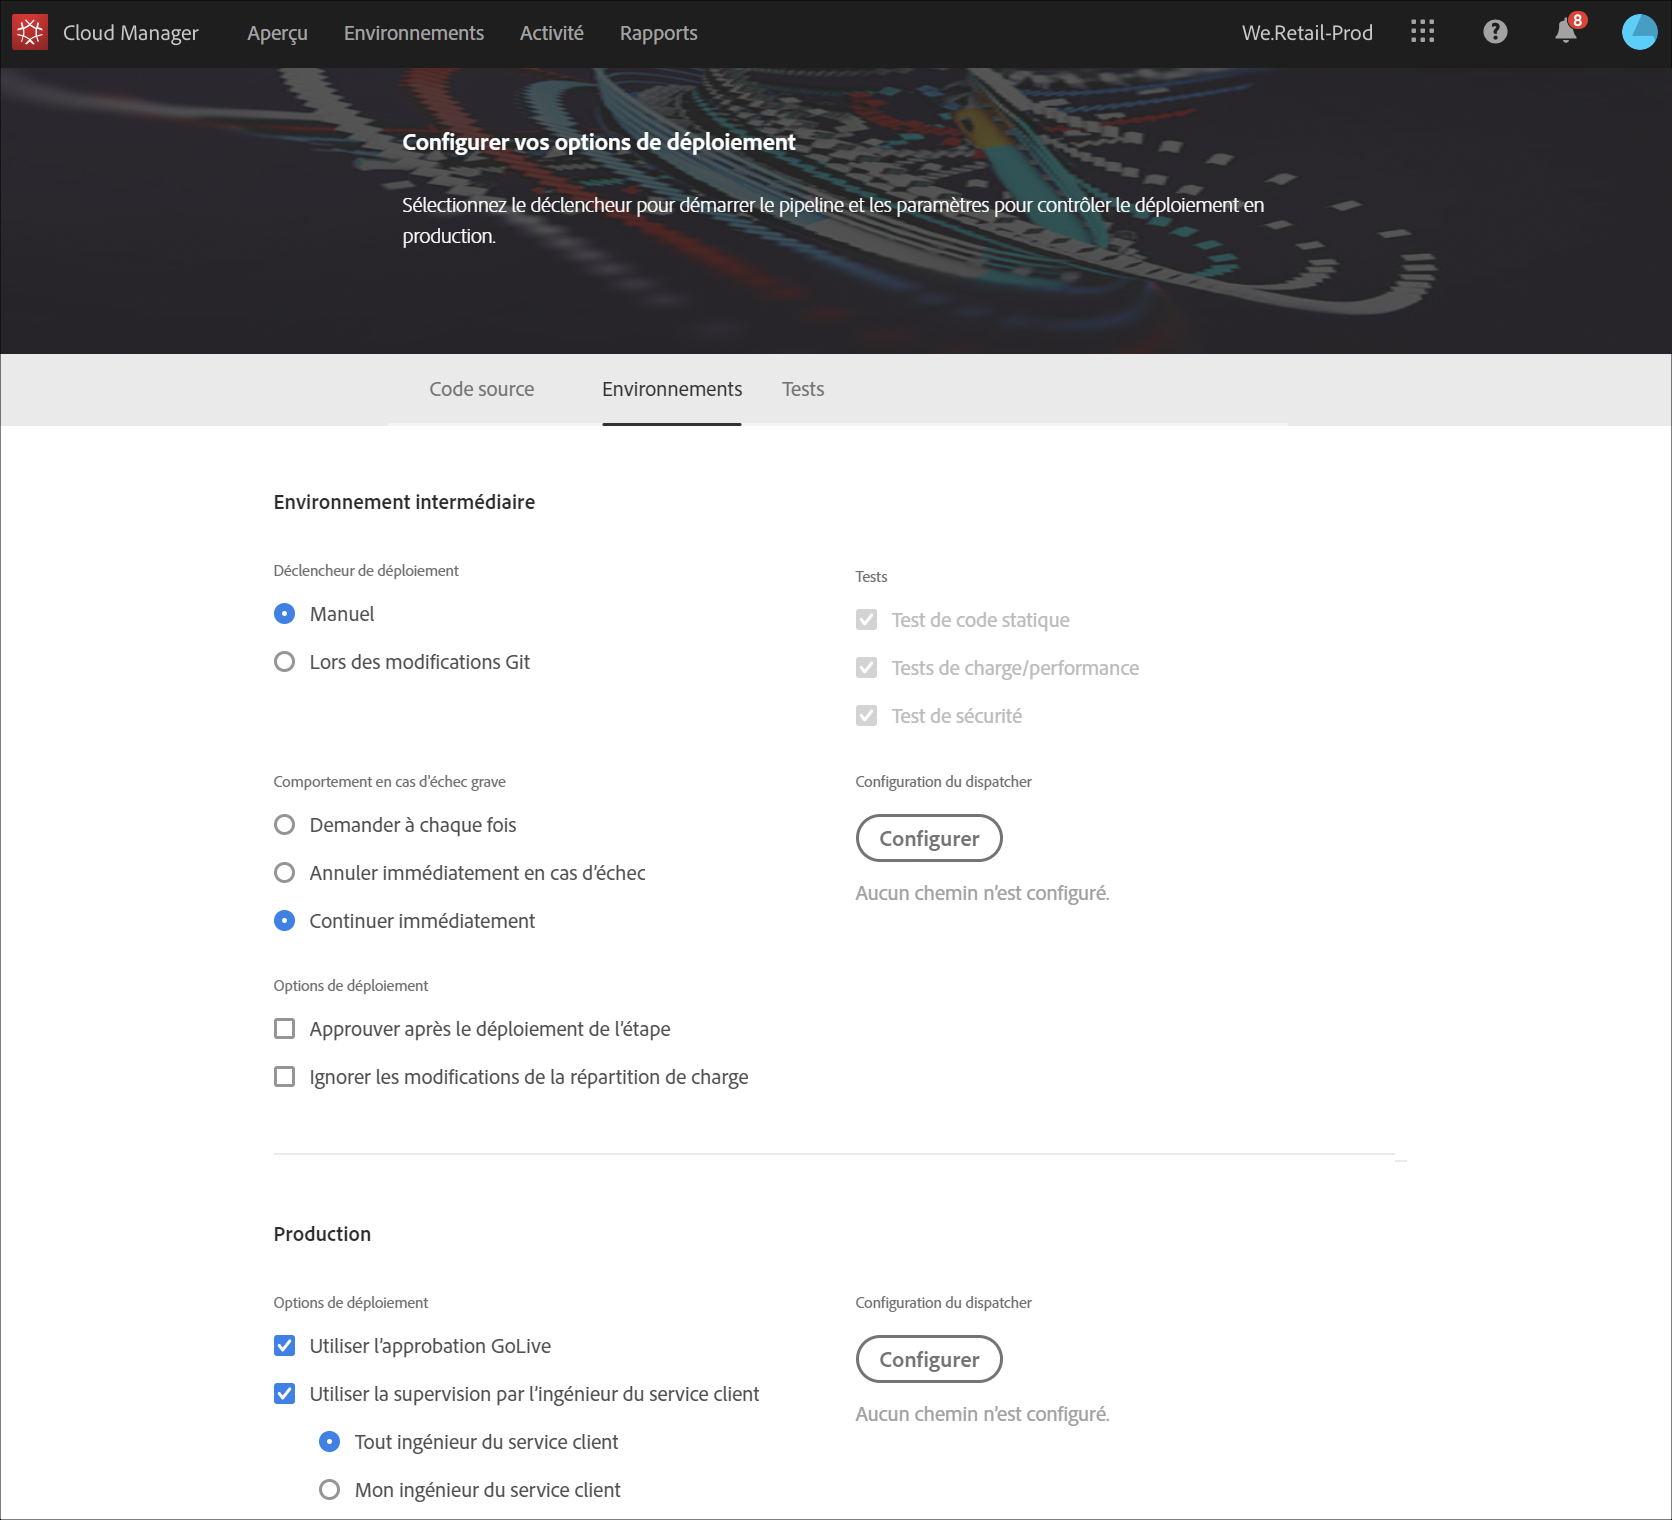 Cloud Manager
Aperçu
Environnements
Activité
Rapports
We.Retail-Prod
?
8
Configurer vos options de déploiement
Sélectionnez le déclencheur pour démarrer le pipeline et les paramètres pour contrôler le déploiement en
production.
Code source
Environnements
Tests
Environnement intermédiaire
Déclencheur de déploiement
Manuel
Lors des modifications Git
Tests
Test de code statique
Tests de charge/performance
Test de sécurité
Comportement en cas d'échec grave
Demander à chaque fois
Annuler immédiatement en cas d’échec
Continuer immédiatement
Configuration du dispatcher
Configurer
Aucun chemin n’est configuré.
Options de déploiement
Approuver après le déploiement de l’étape
Ignorer les modifications de la répartition de charge
Production
Options de déploiement
Utiliser l’approbation GoLive
Utiliser la supervision par l’ingénieur du service client
Tout ingénieur du service client
Mon ingénieur du service client
Configuration du dispatcher
Configurer
Aucun chemin n’est configuré.